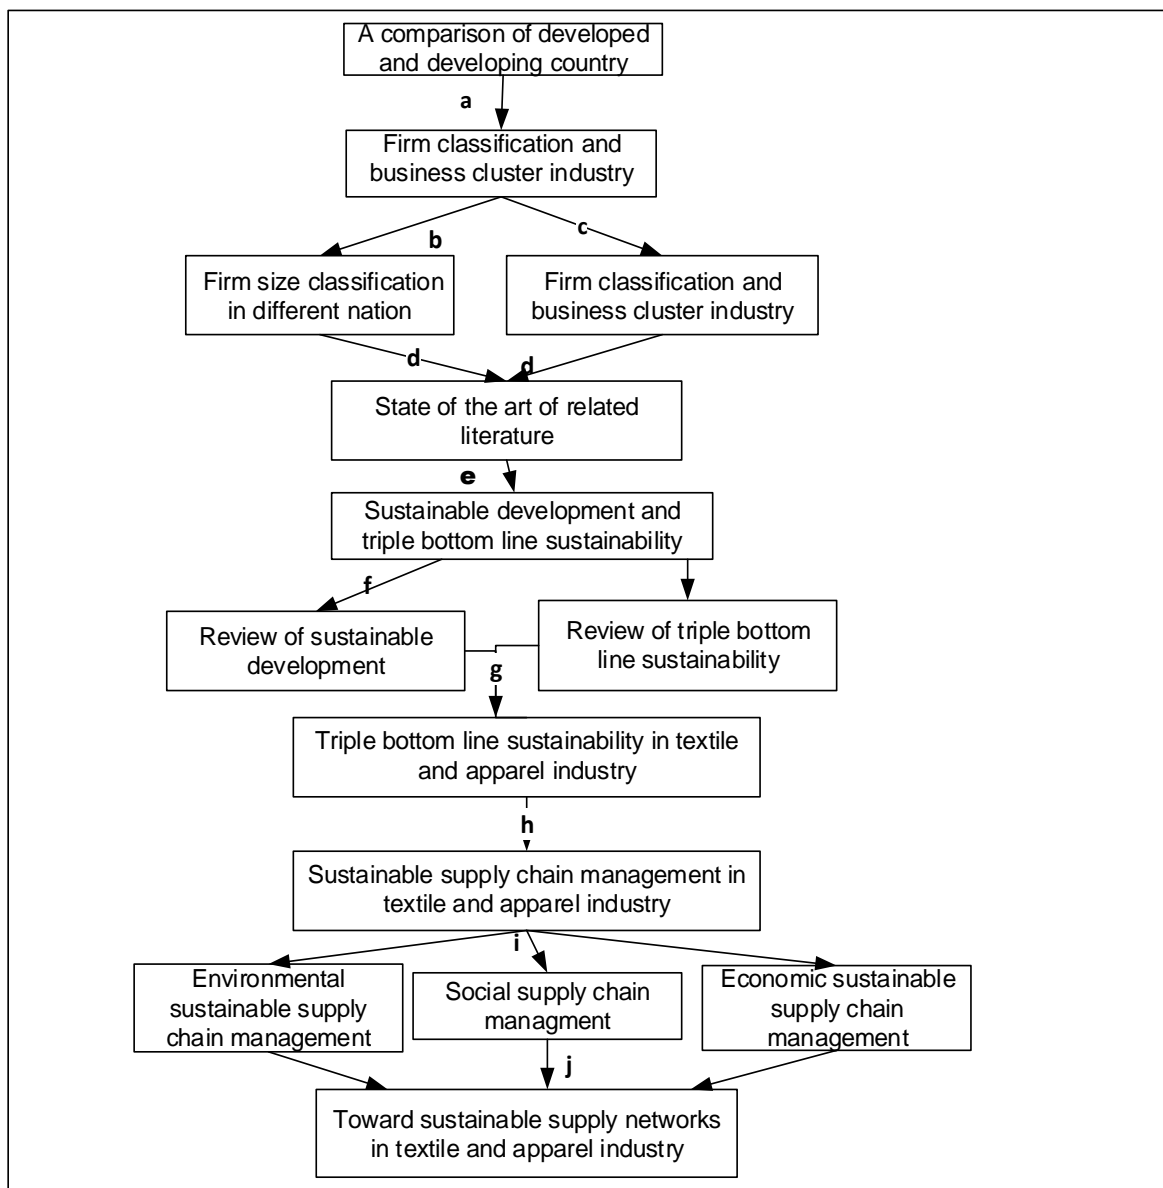 A comparison of developed
and developing country
a
Firm classification and
business cluster industry
b
c
Firm size classification
in different nation
Firm classification and
business cluster industry
d
d
State of the art of related
literature
e
Sustainable development and
triple bottom line sustainability
f
Review of sustainable
development
Review of triple bottom
line sustainability
g
Triple bottom line sustainability in textile
and apparel industry
h
Sustainable supply chain management in
textile and apparel industry
i
Environmental
sustainable supply
chain management
Social supply chain
managment
Economic sustainable
supply chain
management
j
Toward sustainable supply networks
in textile and apparel industry